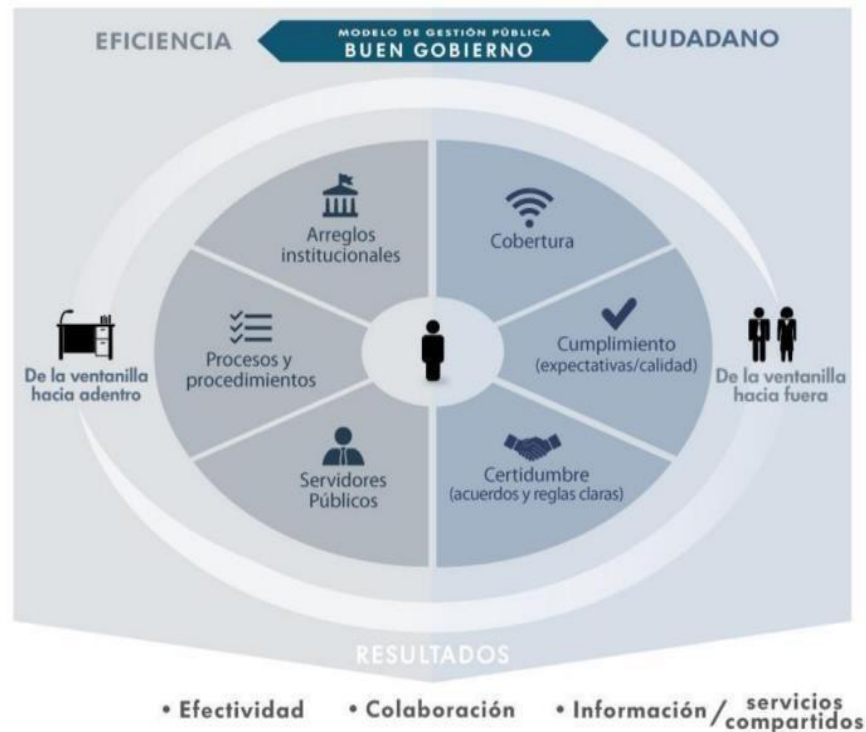 EFICIENCIA
MODELO DE GESTIÓN PÚBLICA
BUEN GOBIERNO
CIUDADANO
Arreglos
institucionales
Cobertura
De la ventanilla
hacia adentro
Procesos y
procedimientos
Cumplimiento
(expectativas/calidad)
De la ventanilla
hacia fuera
Servidores
Públicos
Certidumbre
(acuerdos y reglas claras)
RESULTADOS
• Efectividad
• Colaboración
• Información / servicios
compartidos